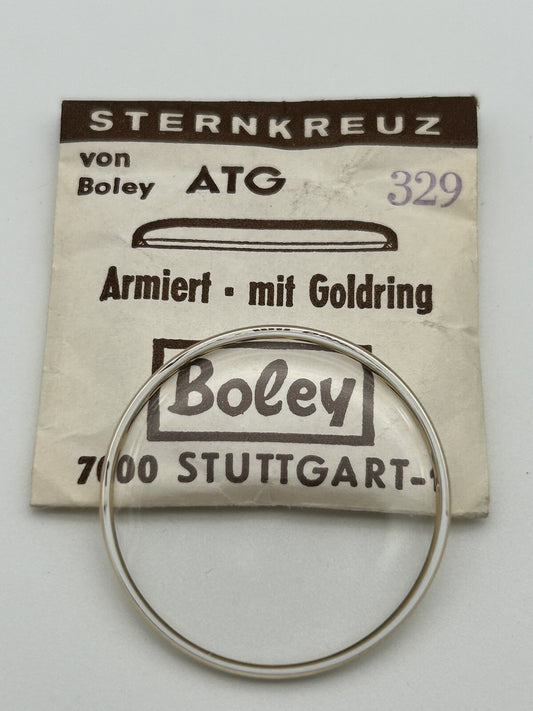 STERNKREUZ
von
Boley ATG 329
Armiert - mit Goldring
Boley
7000 STUTTGART-